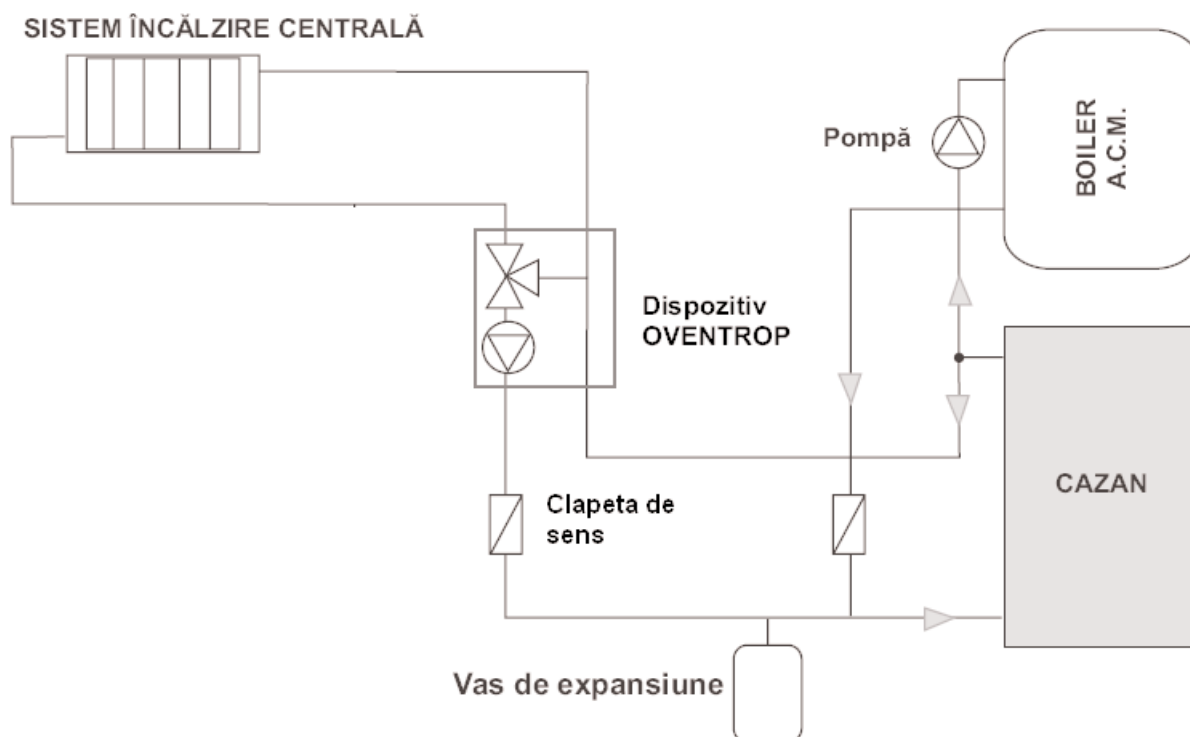 SISTEM ÎNCĂLZIRE CENTRALĂ
Pompă
BOILER
A.C.M.
Dispozitiv
OVENTROP
CAZAN
Clapeta de
sens
Vas de expansiune